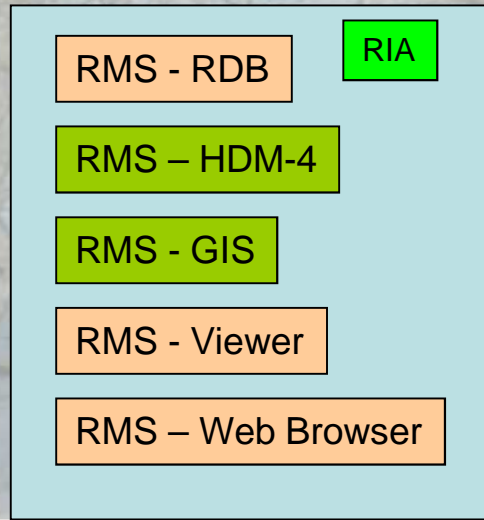 RIA
RMS - RDB
RMS – HDM-4
RMS - GIS
RMS - Viewer
RMS – Web Browser